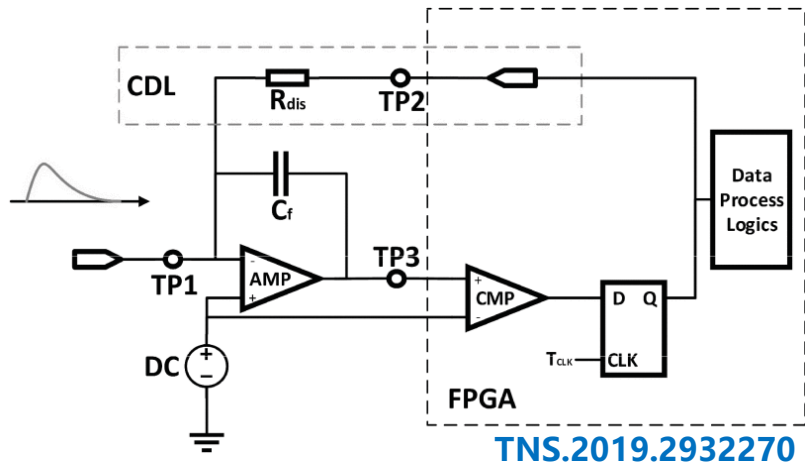 CDL
Rdis
TP2
Cf
Data
Process
Logics
TP1
- AMP +
TP3
+ CMP -
D Q
TCLK
CLK
DC
+
−
FPGA
TNS.2019.2932270